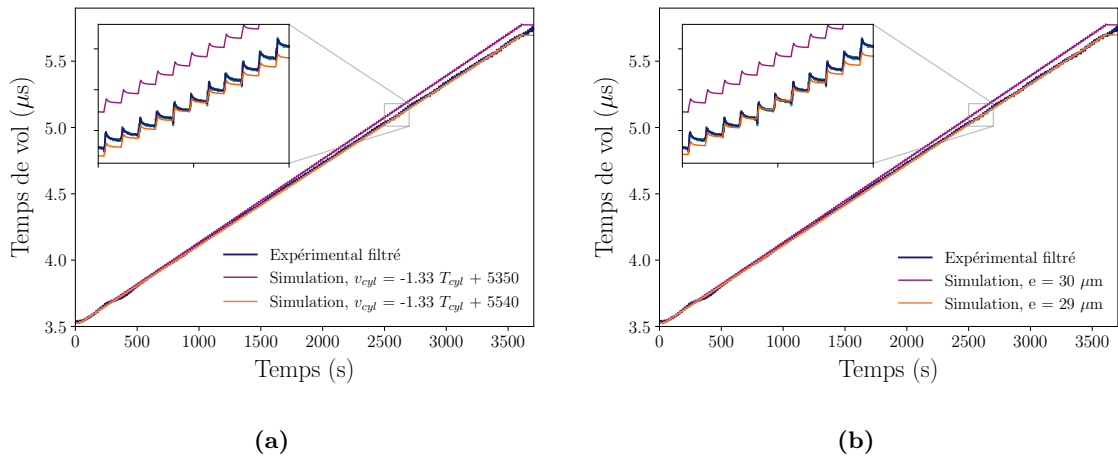 5.5
5.0
4.5
4.0
3.5
Temps de vol (μs)
Expérimental filtré
Simulation, v_cyl = -1.33 T_cyl + 5350
Simulation, v_cyl = -1.33 T_cyl + 5540
0 500 1000 1500 2000 2500 3000 3500
Temps (s)
(a)
5.5
5.0
4.5
4.0
3.5
Temps de vol (μs)
Expérimental filtré
Simulation, e = 30 μm
Simulation, e = 29 μm
0 500 1000 1500 2000 2500 3000 3500
Temps (s)
(b)